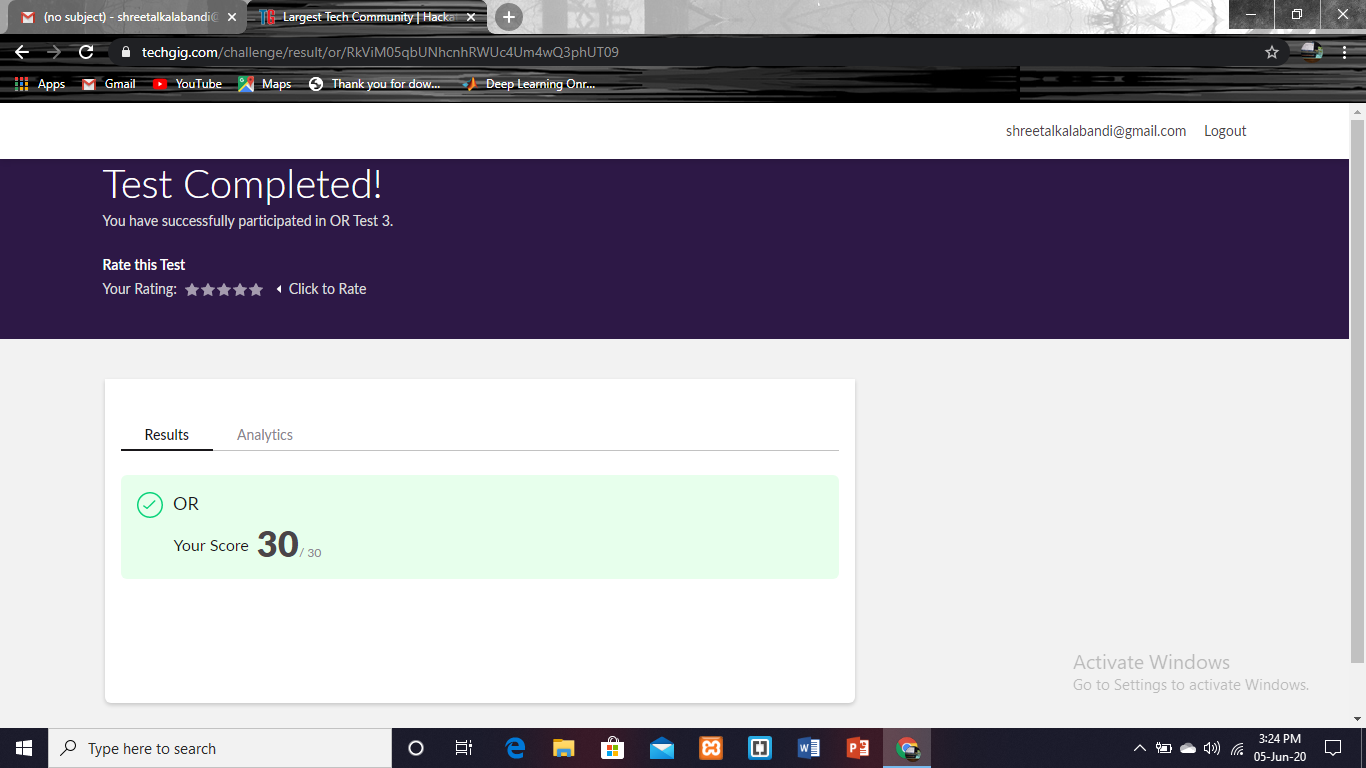 (no subject) - shreetalkalabandi@
Largest Tech Community | Hacka
techgig.com/challenge/result/or/RkViM05qbUNhcnhRWUc4Um4wQ3phUT09
Apps Gmail YouTube Maps Thank you for dow... Deep Learning Onr...
shreetalkalabandi@gmail.com Logout
Test Completed!
You have successfully participated in OR Test 3.
Rate this Test
Your Rating: Click to Rate
Results Analytics
OR
Your Score 30 / 30
Activate Windows
Go to Settings to activate Windows.
Type here to search
3:24 PM
05-Jun-20